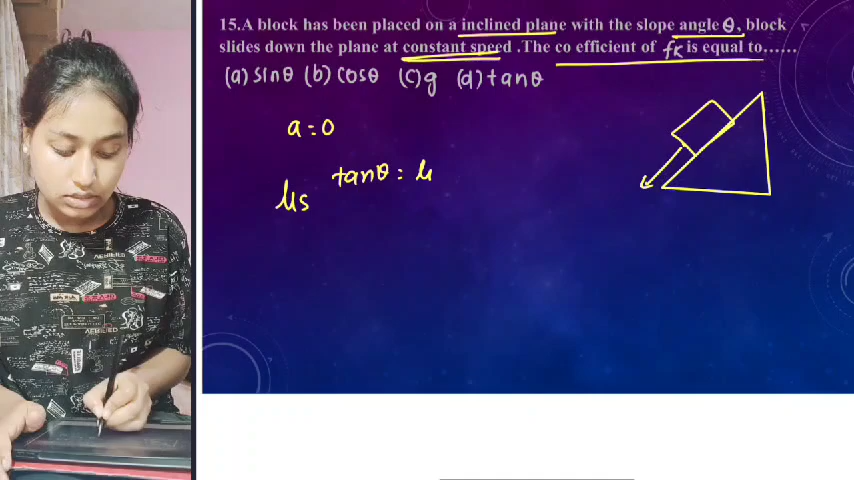 15.A block has been placed on a inclined plane with the slope angle θ, block
slides down the plane at constant speed .The co efficient of fk is equal to......
(a) sinθ (b) cosθ (c) g (d) tanθ
a = 0
tanθ = μ
μs